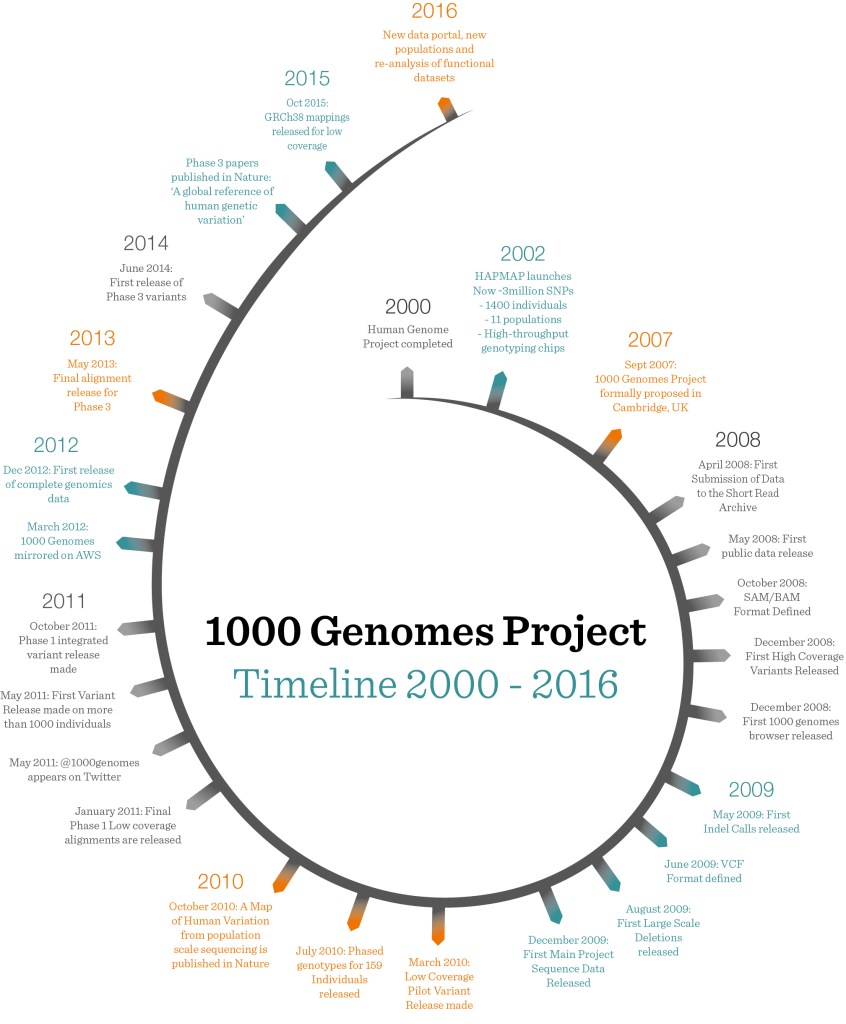 1000 Genomes Project
Timeline 2000 - 2016
2000
Human Genome
Project completed
2002
HAPMAP launches
Now ~3million SNPs
- 1400 individuals
- 11 populations
- High-throughput
genotyping chips
2007
Sept 2007:
1000 Genomes Project
formally proposed in
Cambridge, UK
2008
April 2008: First
Submission of Data
to the Short Read
Archive
May 2008: First
public data release
October 2008:
SAM/BAM
Format Defined
December 2008:
First High Coverage
Variants Released
December 2008:
First 1000 genomes
browser released
2009
May 2009: First
Indel Calls released
June 2009: VCF
Format defined
August 2009:
First Large Scale
Deletions
released
December 2009:
First Main Project
Sequence Data
Released
2010
March 2010;
Low Coverage
Pilot Variant
Release made
July 2010: Phased
genotypes for 159
Individuals
released
October 2010: A Map
of Human Variation
from population
scale sequencing is
published in Nature
2011
January 2011: Final
Phase 1 Low coverage
alignments are released
May 2011: @1000genomes
appears on Twitter
May 2011: First Variant
Release made on more
than 1000 individuals
October 2011:
Phase 1 integrated
variant release
made
2012
March 2012:
1000 Genomes
mirrored on AWS
Dec 2012: First release
of complete genomics
data
2013
May 2013:
Final alignment
release for
Phase 3
2014
June 2014:
First release of
Phase 3 variants
2015
Phase 3 papers
published in Nature:
‘A global reference of
human genetic
variation’
Oct 2015:
GRCh38 mappings
released for low
coverage
2016
New data portal, new
populations and
re-analysis of functional
datasets